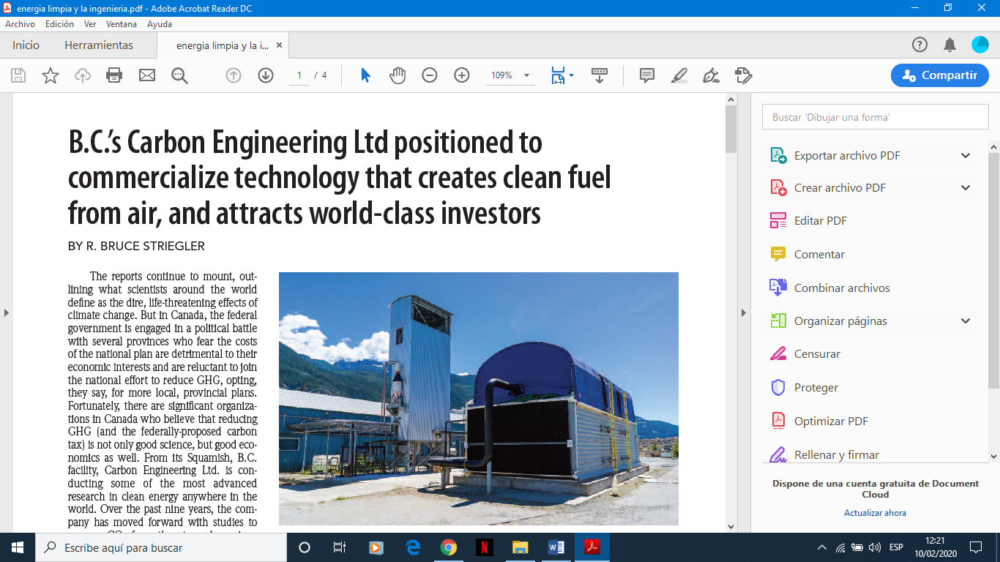 energia limpia y la ingenieria.pdf - Adobe Acrobat Reader DC
Archivo Edición Ver Ventana Ayuda
Inicio Herramientas energia limpia y la i... ×
1 / 4 109% Compartir
B.C.’s Carbon Engineering Ltd positioned to
commercialize technology that creates clean fuel
from air, and attracts world-class investors
BY R. BRUCE STRIEGLER
The reports continue to mount, out-
lining what scientists around the world
define as the dire, life-threatening effects of
climate change. But in Canada, the federal
government is engaged in a political battle
with several provinces who fear the costs
of the national plan are detrimental to their
economic interests and are reluctant to join
the national effort to reduce GHG, opting,
they say, for more local, provincial plans.
Fortunately, there are significant organiza-
tions in Canada who believe that reducing
GHG (and the federally-proposed carbon
tax) is not only good science, but good eco-
nomics as well. From its Squamish, B.C.
facility, Carbon Engineering Ltd. is con-
ducting some of the most advanced
research in clean energy anywhere in the
world. Over the past nine years, the com-
pany has moved forward with studies to
Buscar 'Dibujar una forma'
Exportar archivo PDF
Crear archivo PDF
Editar PDF
Comentar
Combinar archivos
Organizar páginas
Censurar
Proteger
Optimizar PDF
Rellenar y firmar
Dispone de una cuenta gratuita de Document
Cloud
Actualizar ahora
Escribe aquí para buscar
ESP
12:21
10/02/2020